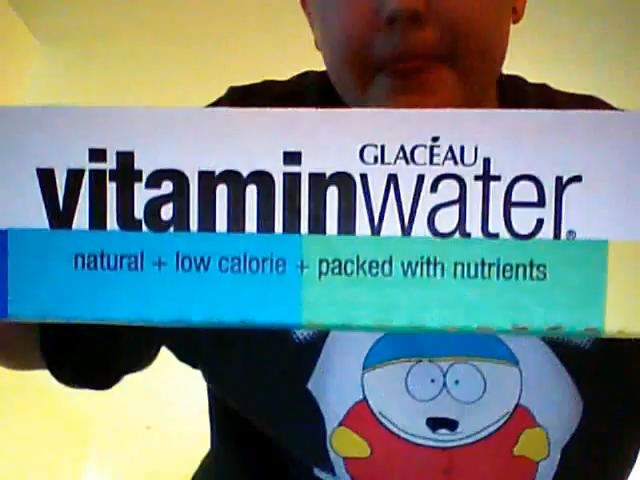 GLACÉAU
vitaminwater®
natural + low calorie + packed with nutrients